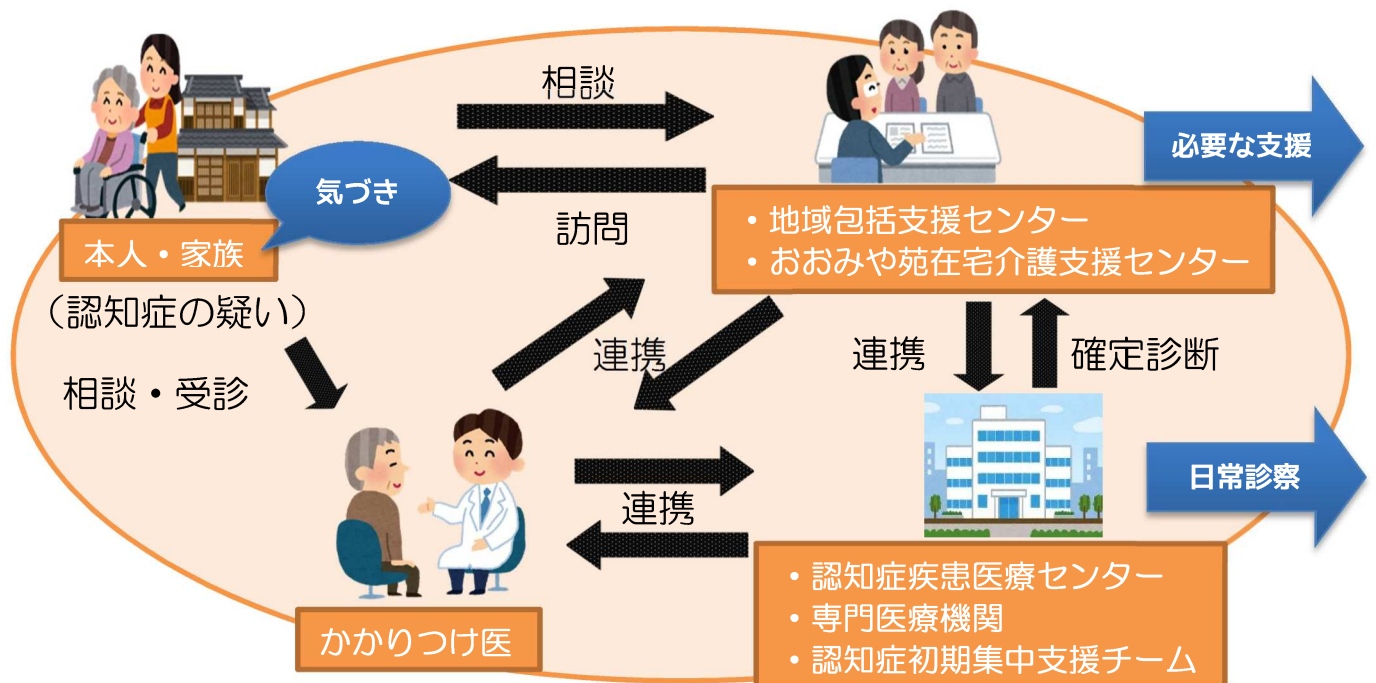 相談
必要な支援
気づき
訪問
・地域包括支援センター
・おおみや苑在宅介護支援センター
本人・家族
（認知症の疑い）
連携
連携
確定診断
相談・受診
日常診察
連携
かかりつけ医
・認知症疾患医療センター
・専門医療機関
・認知症初期集中支援チーム